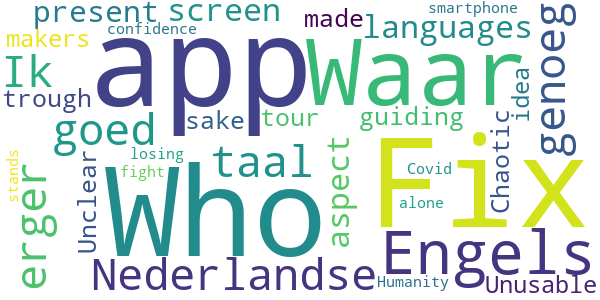 present screen made smartphone
confidence languages
makers
Ik app Waar genoeg
trough sake tour guiding idea
goed Chaotic
losing taal aspect Fix Covid
stands fight Who alone
erger Unclear
Nederlandse Engels
Humanity Unusable